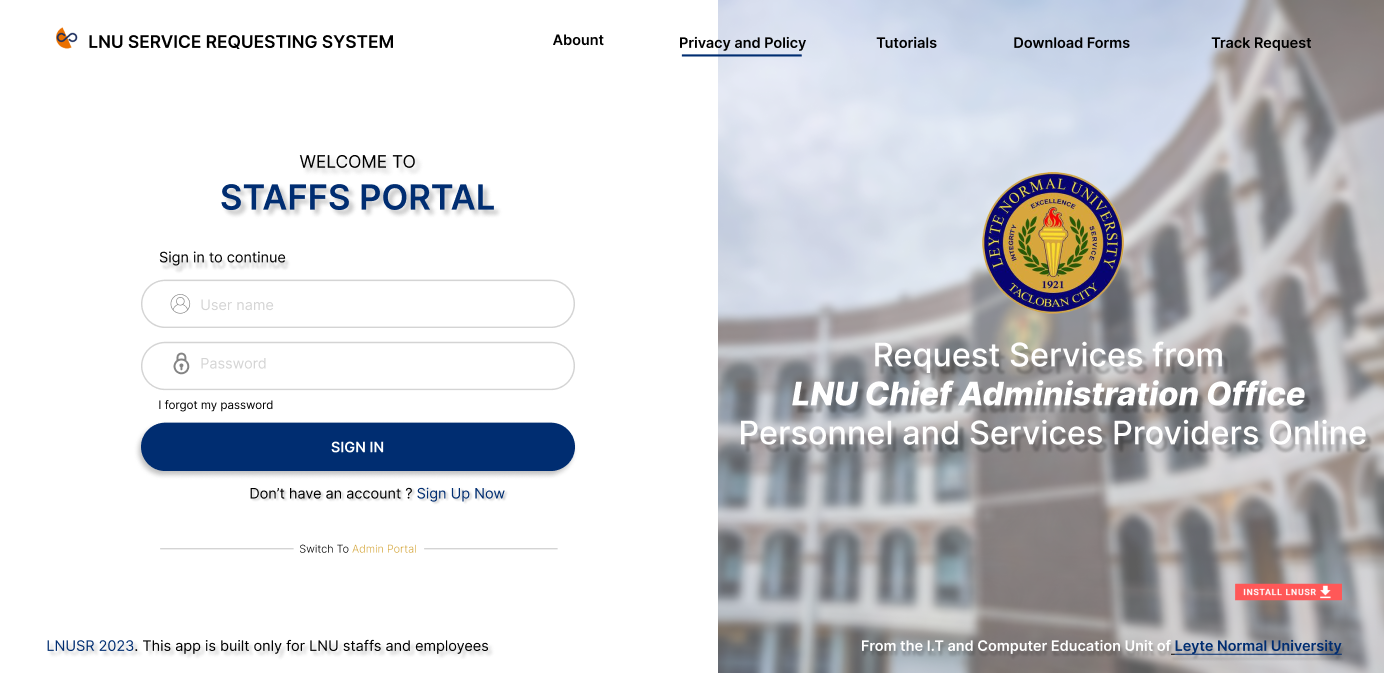 LNU SERVICE REQUESTING SYSTEM
Abount
Privacy and Policy
Tutorials
Download Forms
Track Request
WELCOME TO
STAFFS PORTAL
Sign in to continue
User name
Password
I forgot my password
SIGN IN
Don’t have an account ? Sign Up Now
Switch To Admin Portal
LNUSR 2023. This app is built only for LNU staffs and employees
LEYTE NORMAL UNIVERSITY
EXCELLENCE
INTEGRITY
SERVICE
1921
TACLOBAN CITY
Request Services from
LNU Chief Administration Office
Personnel and Services Providers Online
INSTALL LNUSR
From the I.T and Computer Education Unit of Leyte Normal University